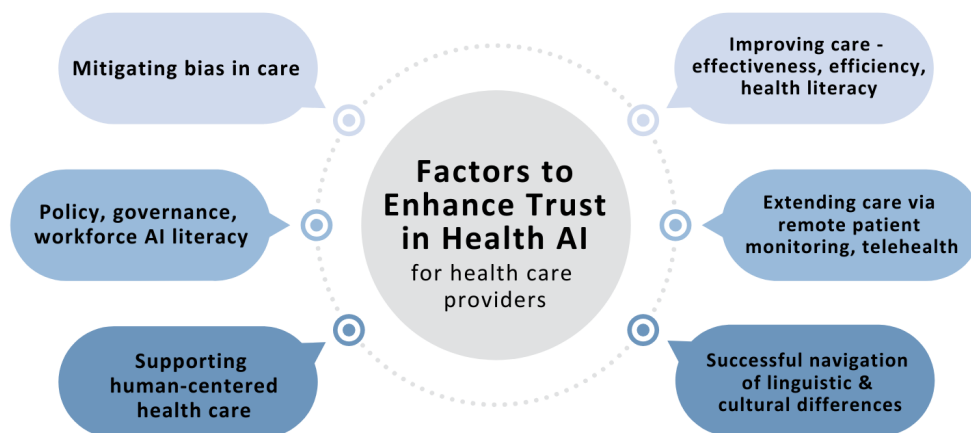 Mitigating bias in care
Policy, governance,
workforce AI literacy
Supporting
human-centered
health care
Factors to
Enhance Trust
in Health AI
for health care
providers
Improving care -
effectiveness, efficiency,
health literacy
Extending care via
remote patient
monitoring, telehealth
Successful navigation
of linguistic &
cultural differences